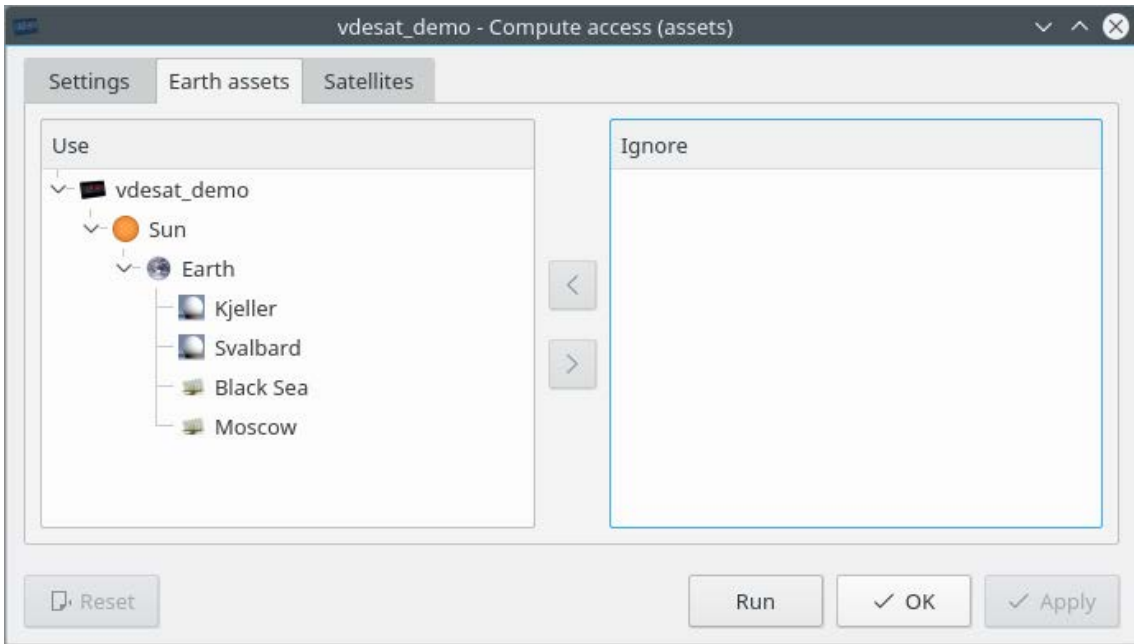 vdesat_demo - Compute access (assets)
Settings Earth assets Satellites
Use
Ignore
vdesat_demo
Sun
Earth
Kjeller
Svalbard
Black Sea
Moscow
Reset Run OK Apply